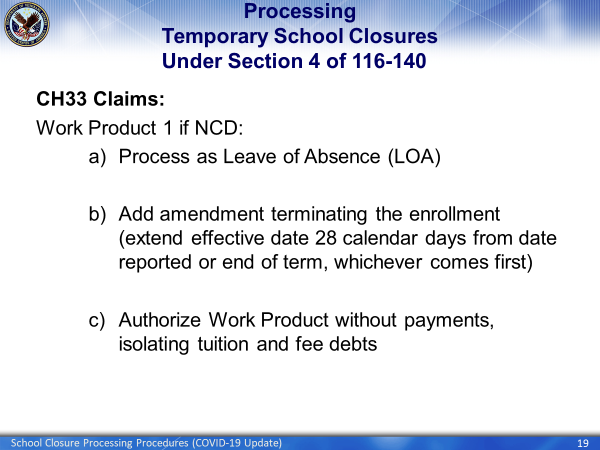 Processing
Temporary School Closures
Under Section 4 of 116-140
CH33 Claims:
Work Product 1 if NCD:
a) Process as Leave of Absence (LOA)
b) Add amendment terminating the enrollment
(extend effective date 28 calendar days from date
reported or end of term, whichever comes first)
c) Authorize Work Product without payments,
isolating tuition and fee debts
School Closure Processing Procedures (COVID-19 Update)
19